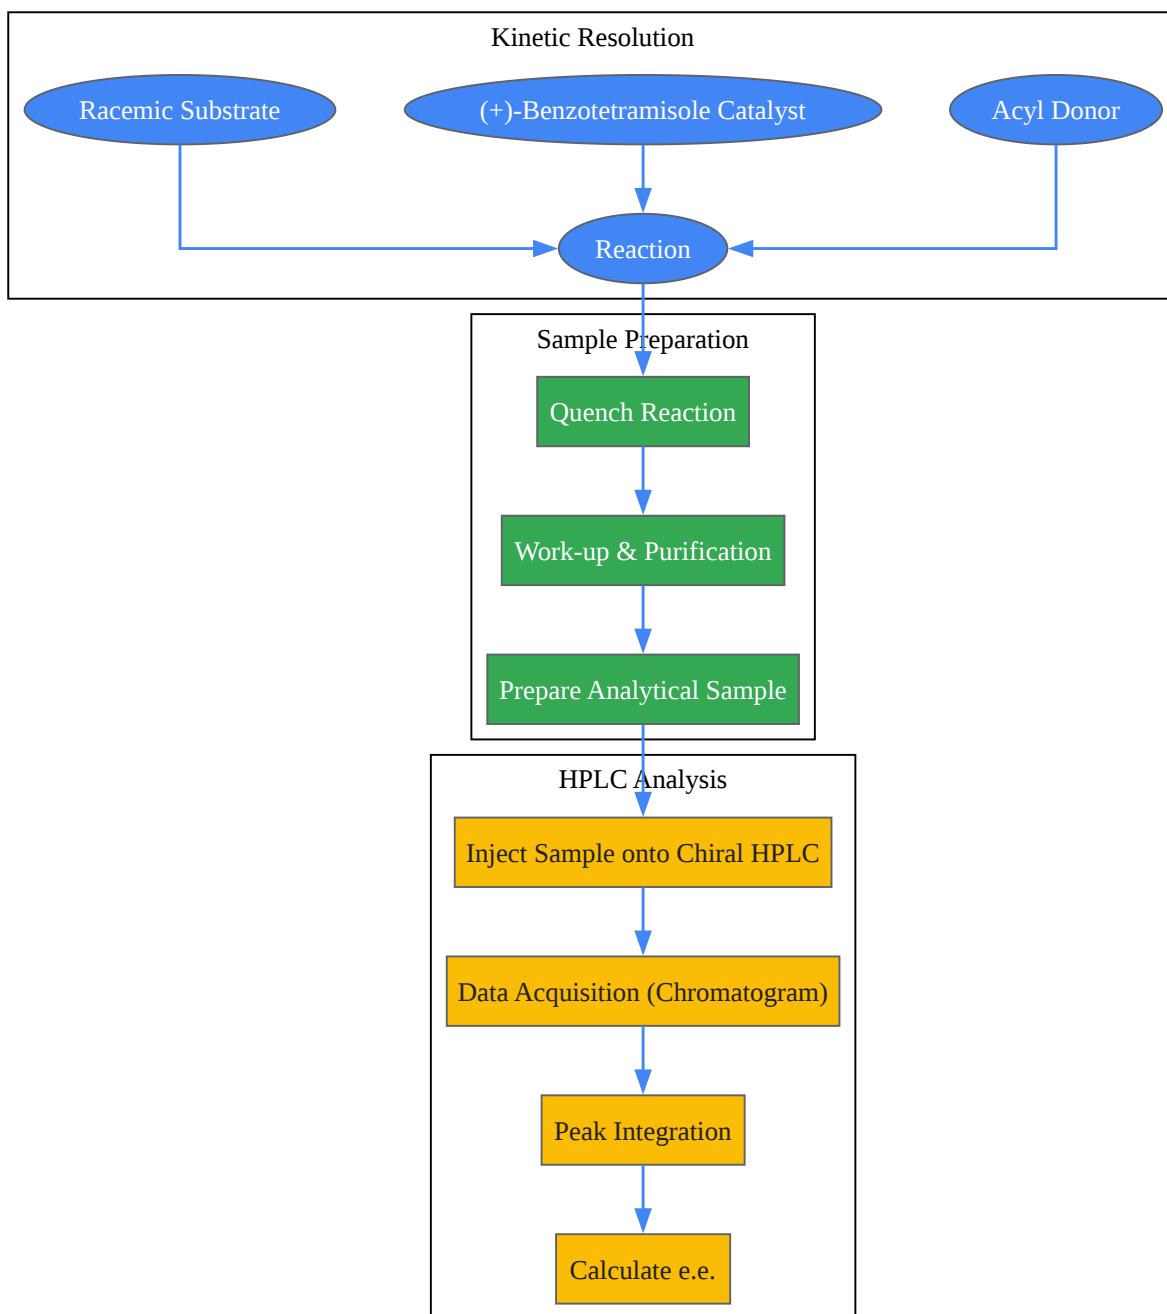 Kinetic Resolution
Racemic Substrate
(+)-Benzotetramisole Catalyst
Acyl Donor
Reaction
Sample Preparation
Quench Reaction
Work-up & Purification
Prepare Analytical Sample
HPLC Analysis
Inject Sample onto Chiral HPLC
Data Acquisition (Chromatogram)
Peak Integration
Calculate e.e.